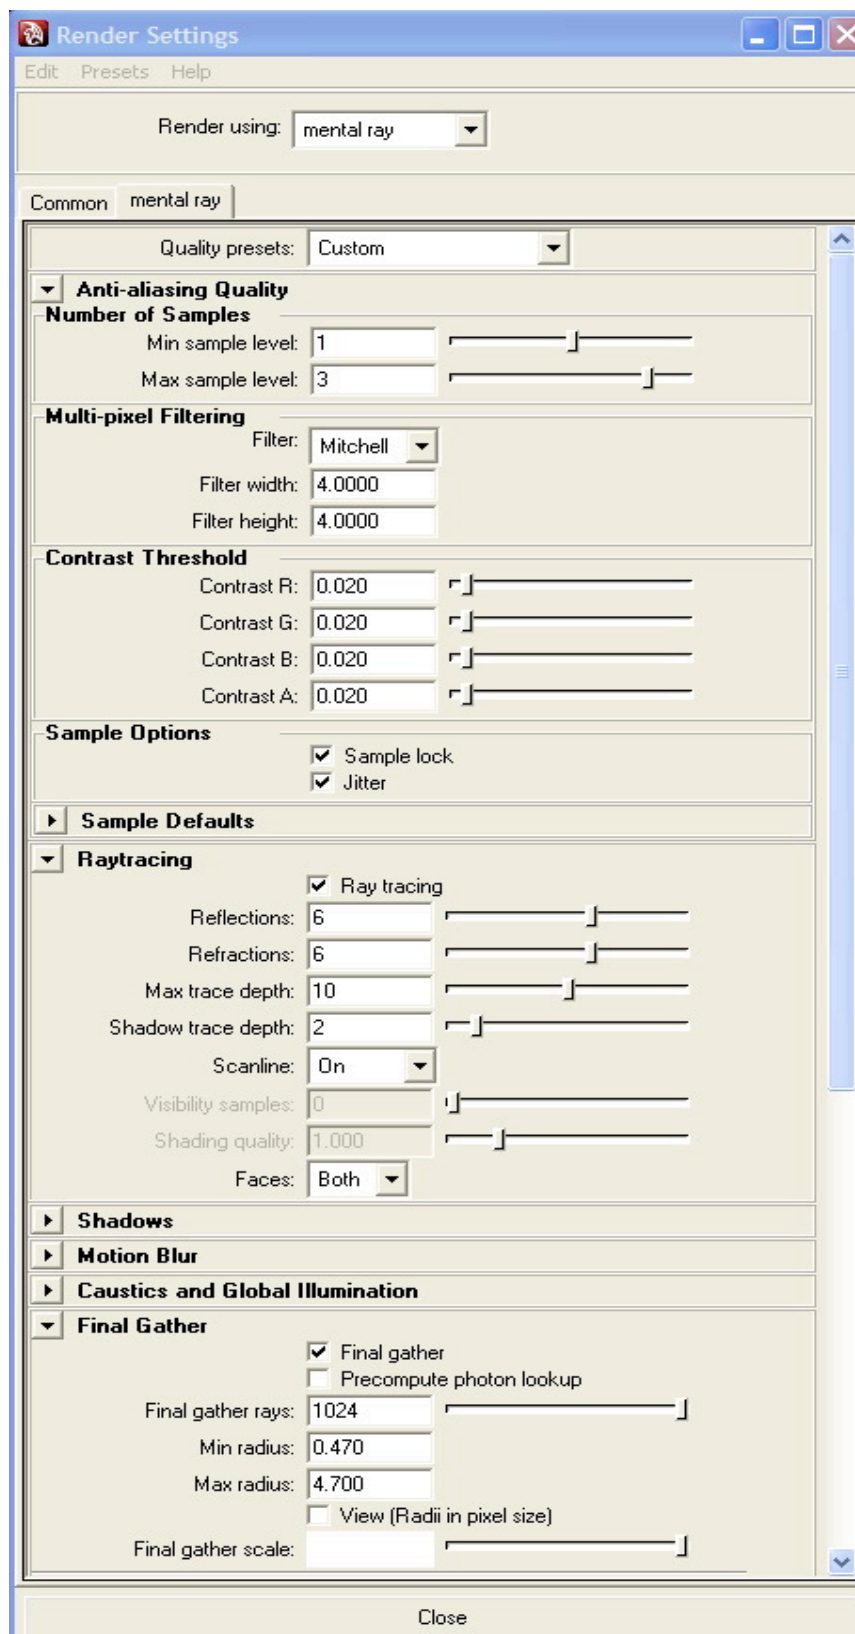 Render Settings
Edit Presets Help
Render using: mental ray
Common mental ray
Quality presets: Custom
Anti-aliasing Quality
Number of Samples
Min sample level: 1
Max sample level: 3
Multi-pixel Filtering
Filter: Mitchell
Filter width: 4.0000
Filter height: 4.0000
Contrast Threshold
Contrast R: 0.020
Contrast G: 0.020
Contrast B: 0.020
Contrast A: 0.020
Sample Options
Sample lock
Jitter
Sample Defaults
Raytracing
Ray tracing
Reflections: 6
Refractions: 6
Max trace depth: 10
Shadow trace depth: 2
Scanline: On
Visibility samples: 0
Shading quality: 1.000
Faces: Both
Shadows
Motion Blur
Caustics and Global Illumination
Final Gather
Final gather
Precompute photon lookup
Final gather rays: 1024
Min radius: 0.470
Max radius: 4.700
View (Radii in pixel size)
Final gather scale:
Close